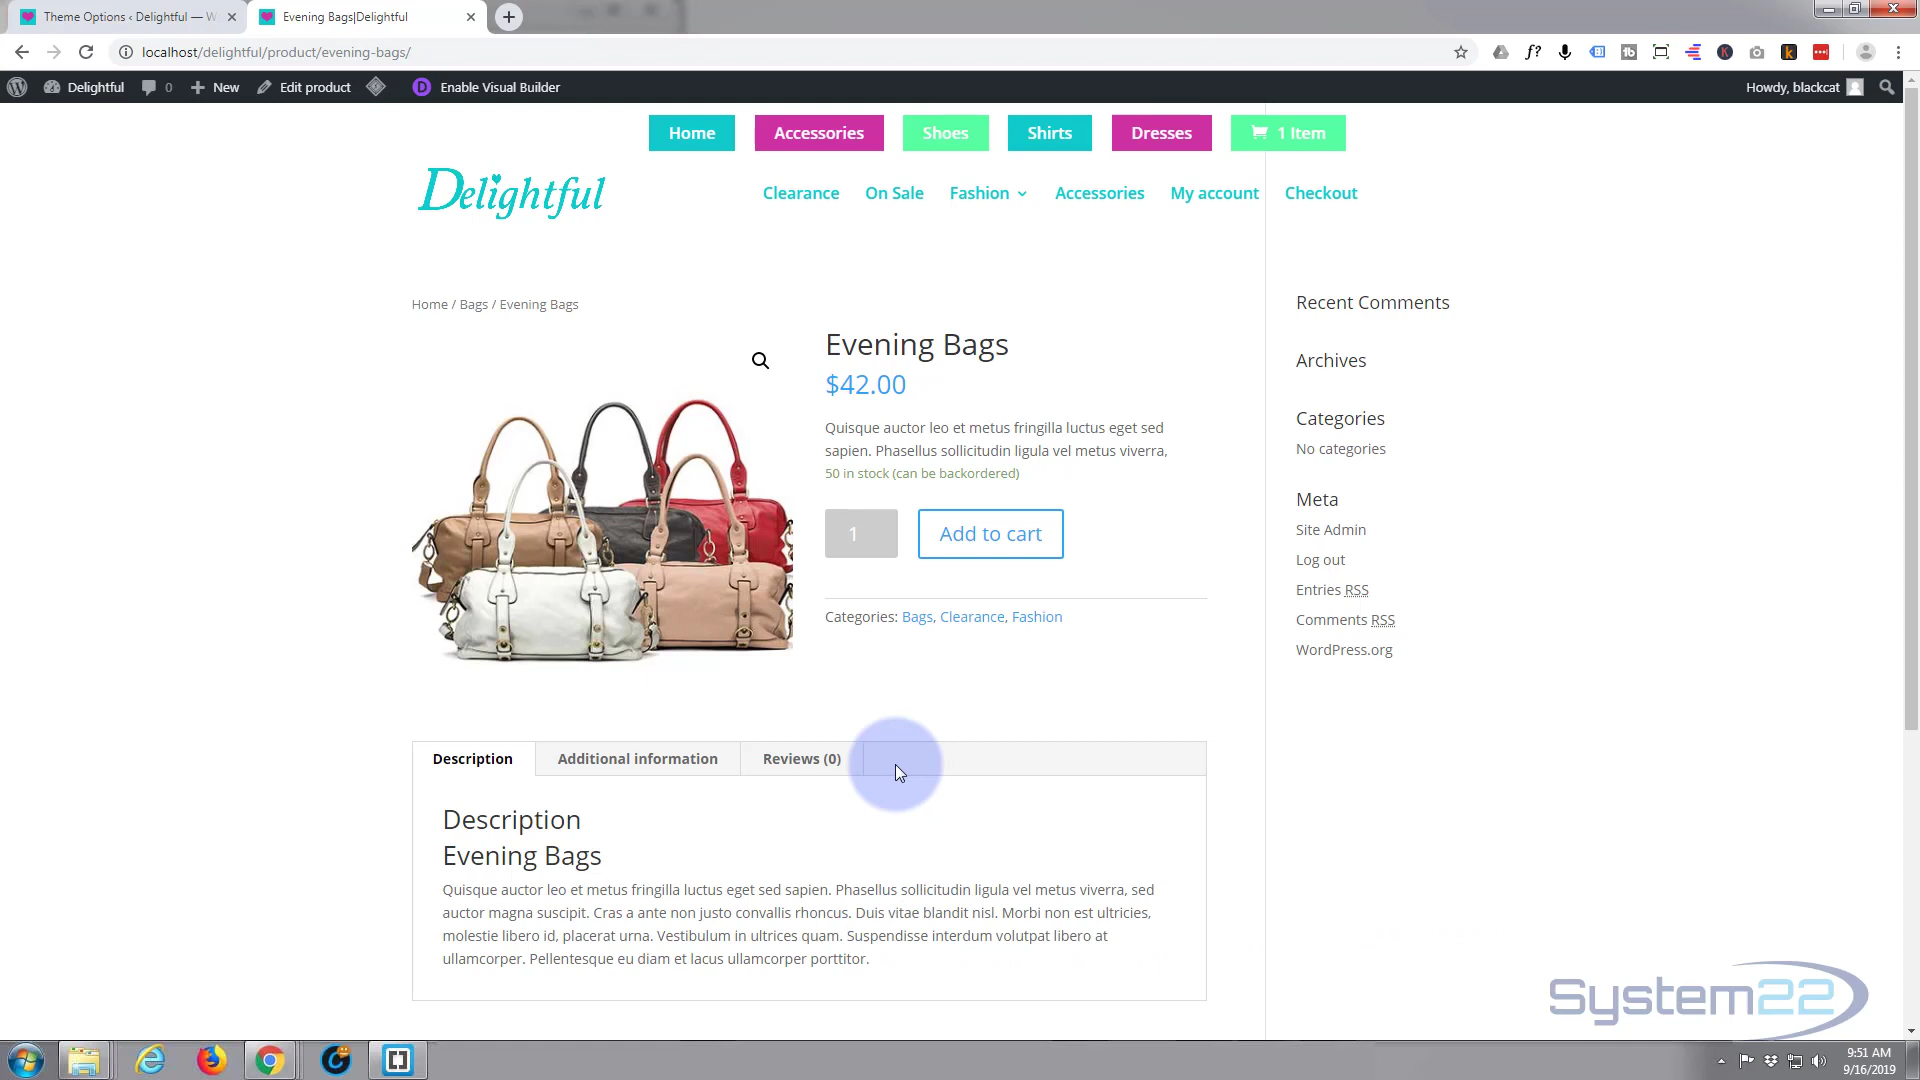 Theme Options ‹ Delightful — W
Evening Bags|Delightful
localhost/delightful/product/evening-bags/
Delightful 0 New Edit product D Enable Visual Builder Howdy, blackcat
Home Accessories Shoes Shirts Dresses 1 Item
Delightful
Clearance On Sale Fashion Accessories My account Checkout
Home / Bags / Evening Bags
Evening Bags
$42.00
Quisque auctor leo et metus fringilla luctus eget sed
sapien. Phasellus sollicitudin ligula vel metus viverra,
50 in stock (can be backordered)
1 Add to cart
Categories: Bags, Clearance, Fashion
Recent Comments
Archives
Categories
No categories
Meta
Site Admin
Log out
Entries RSS
Comments RSS
WordPress.org
Description Additional information Reviews (0)
Description
Evening Bags
Quisque auctor leo et metus fringilla luctus eget sed sapien. Phasellus sollicitudin ligula vel metus viverra, sed
auctor magna suscipit. Cras a ante non justo convallis rhoncus. Duis vitae blandit nisl. Morbi non est ultricies,
molestie libero id, placerat urna. Vestibulum in ultrices quam. Suspendisse interdum volutpat libero at
ullamcorper. Pellentesque eu diam et lacus ullamcorper porttitor.
System22
9:51 AM
9/16/2019